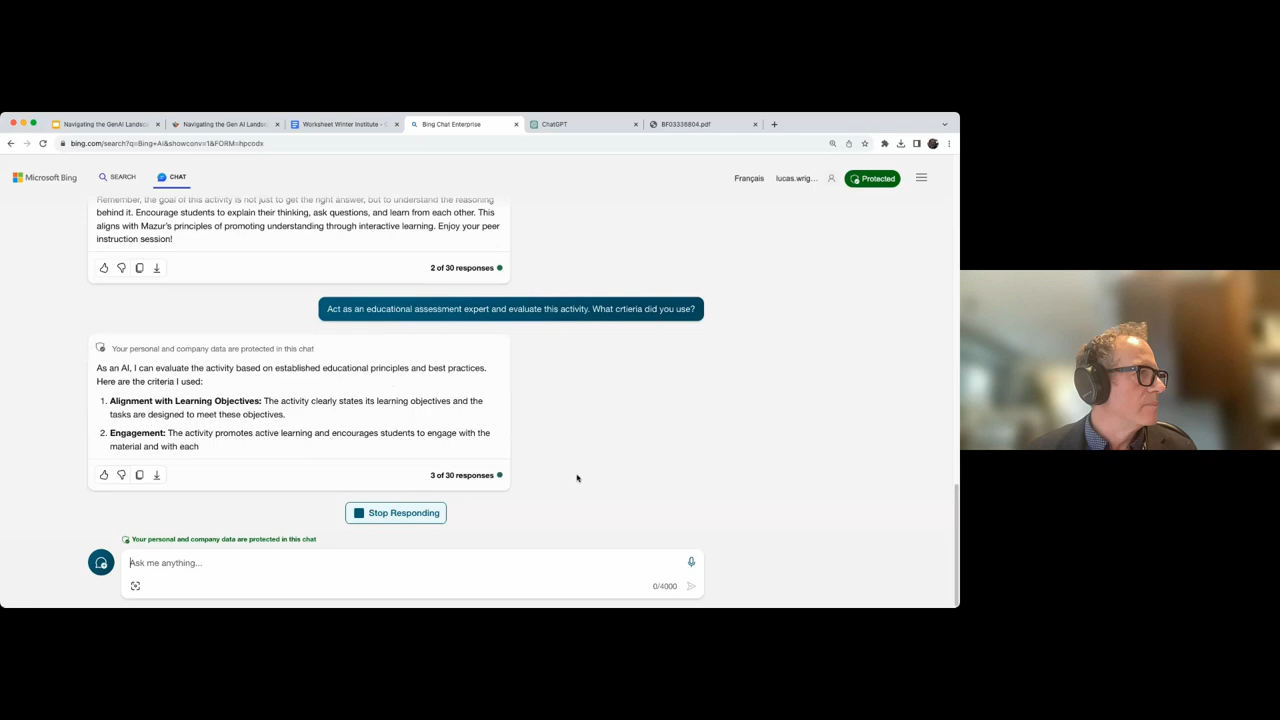 Navigating the GenAI Landsc
Navigating the Gen AI Landsc
Worksheet Winter Institute -
Bing Chat Enterprise
ChatGPT
BF03338804.pdf
bing.com/search?q=Bing+AI&showconv=1&FORM=hpcodx
Microsoft Bing
SEARCH
CHAT
Français
lucas.wrig...
Protected
Remember, the goal of this activity is not just to get the right answer, but to understand the reasoning
behind it. Encourage students to explain their thinking, ask questions, and learn from each other. This
aligns with Mazur's principles of promoting understanding through interactive learning. Enjoy your peer
instruction session!
2 of 30 responses
Act as an educational assessment expert and evaluate this activity. What crtieria did you use?
Your personal and company data are protected in this chat
As an AI, I can evaluate the activity based on established educational principles and best practices.
Here are the criteria I used:
1. Alignment with Learning Objectives: The activity clearly states its learning objectives and the
tasks are designed to meet these objectives.
2. Engagement: The activity promotes active learning and encourages students to engage with the
material and with each
3 of 30 responses
Stop Responding
Your personal and company data are protected in this chat
Ask me anything...
0/4000